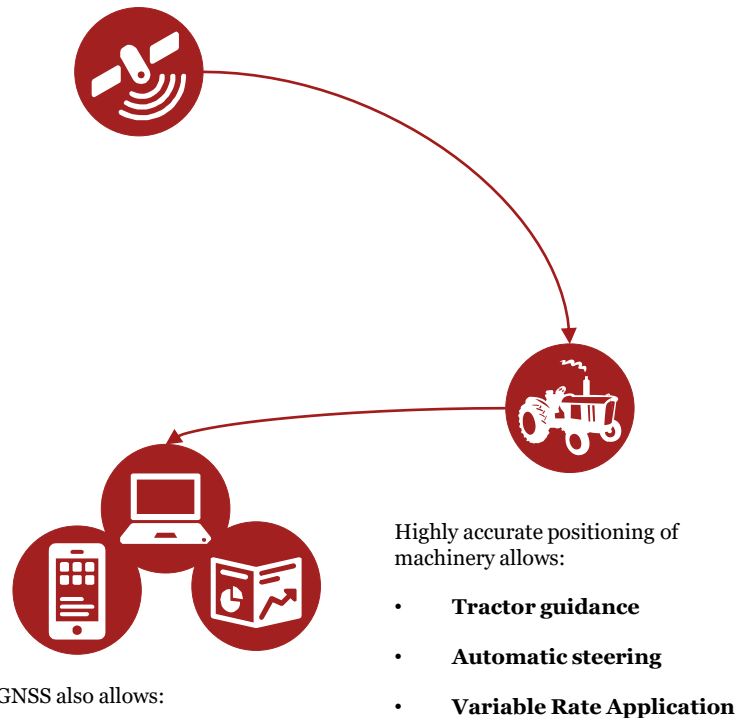 Highly accurate positioning of
machinery allows:
• Tractor guidance
• Automatic steering
• Variable Rate Application
GNSS also allows: